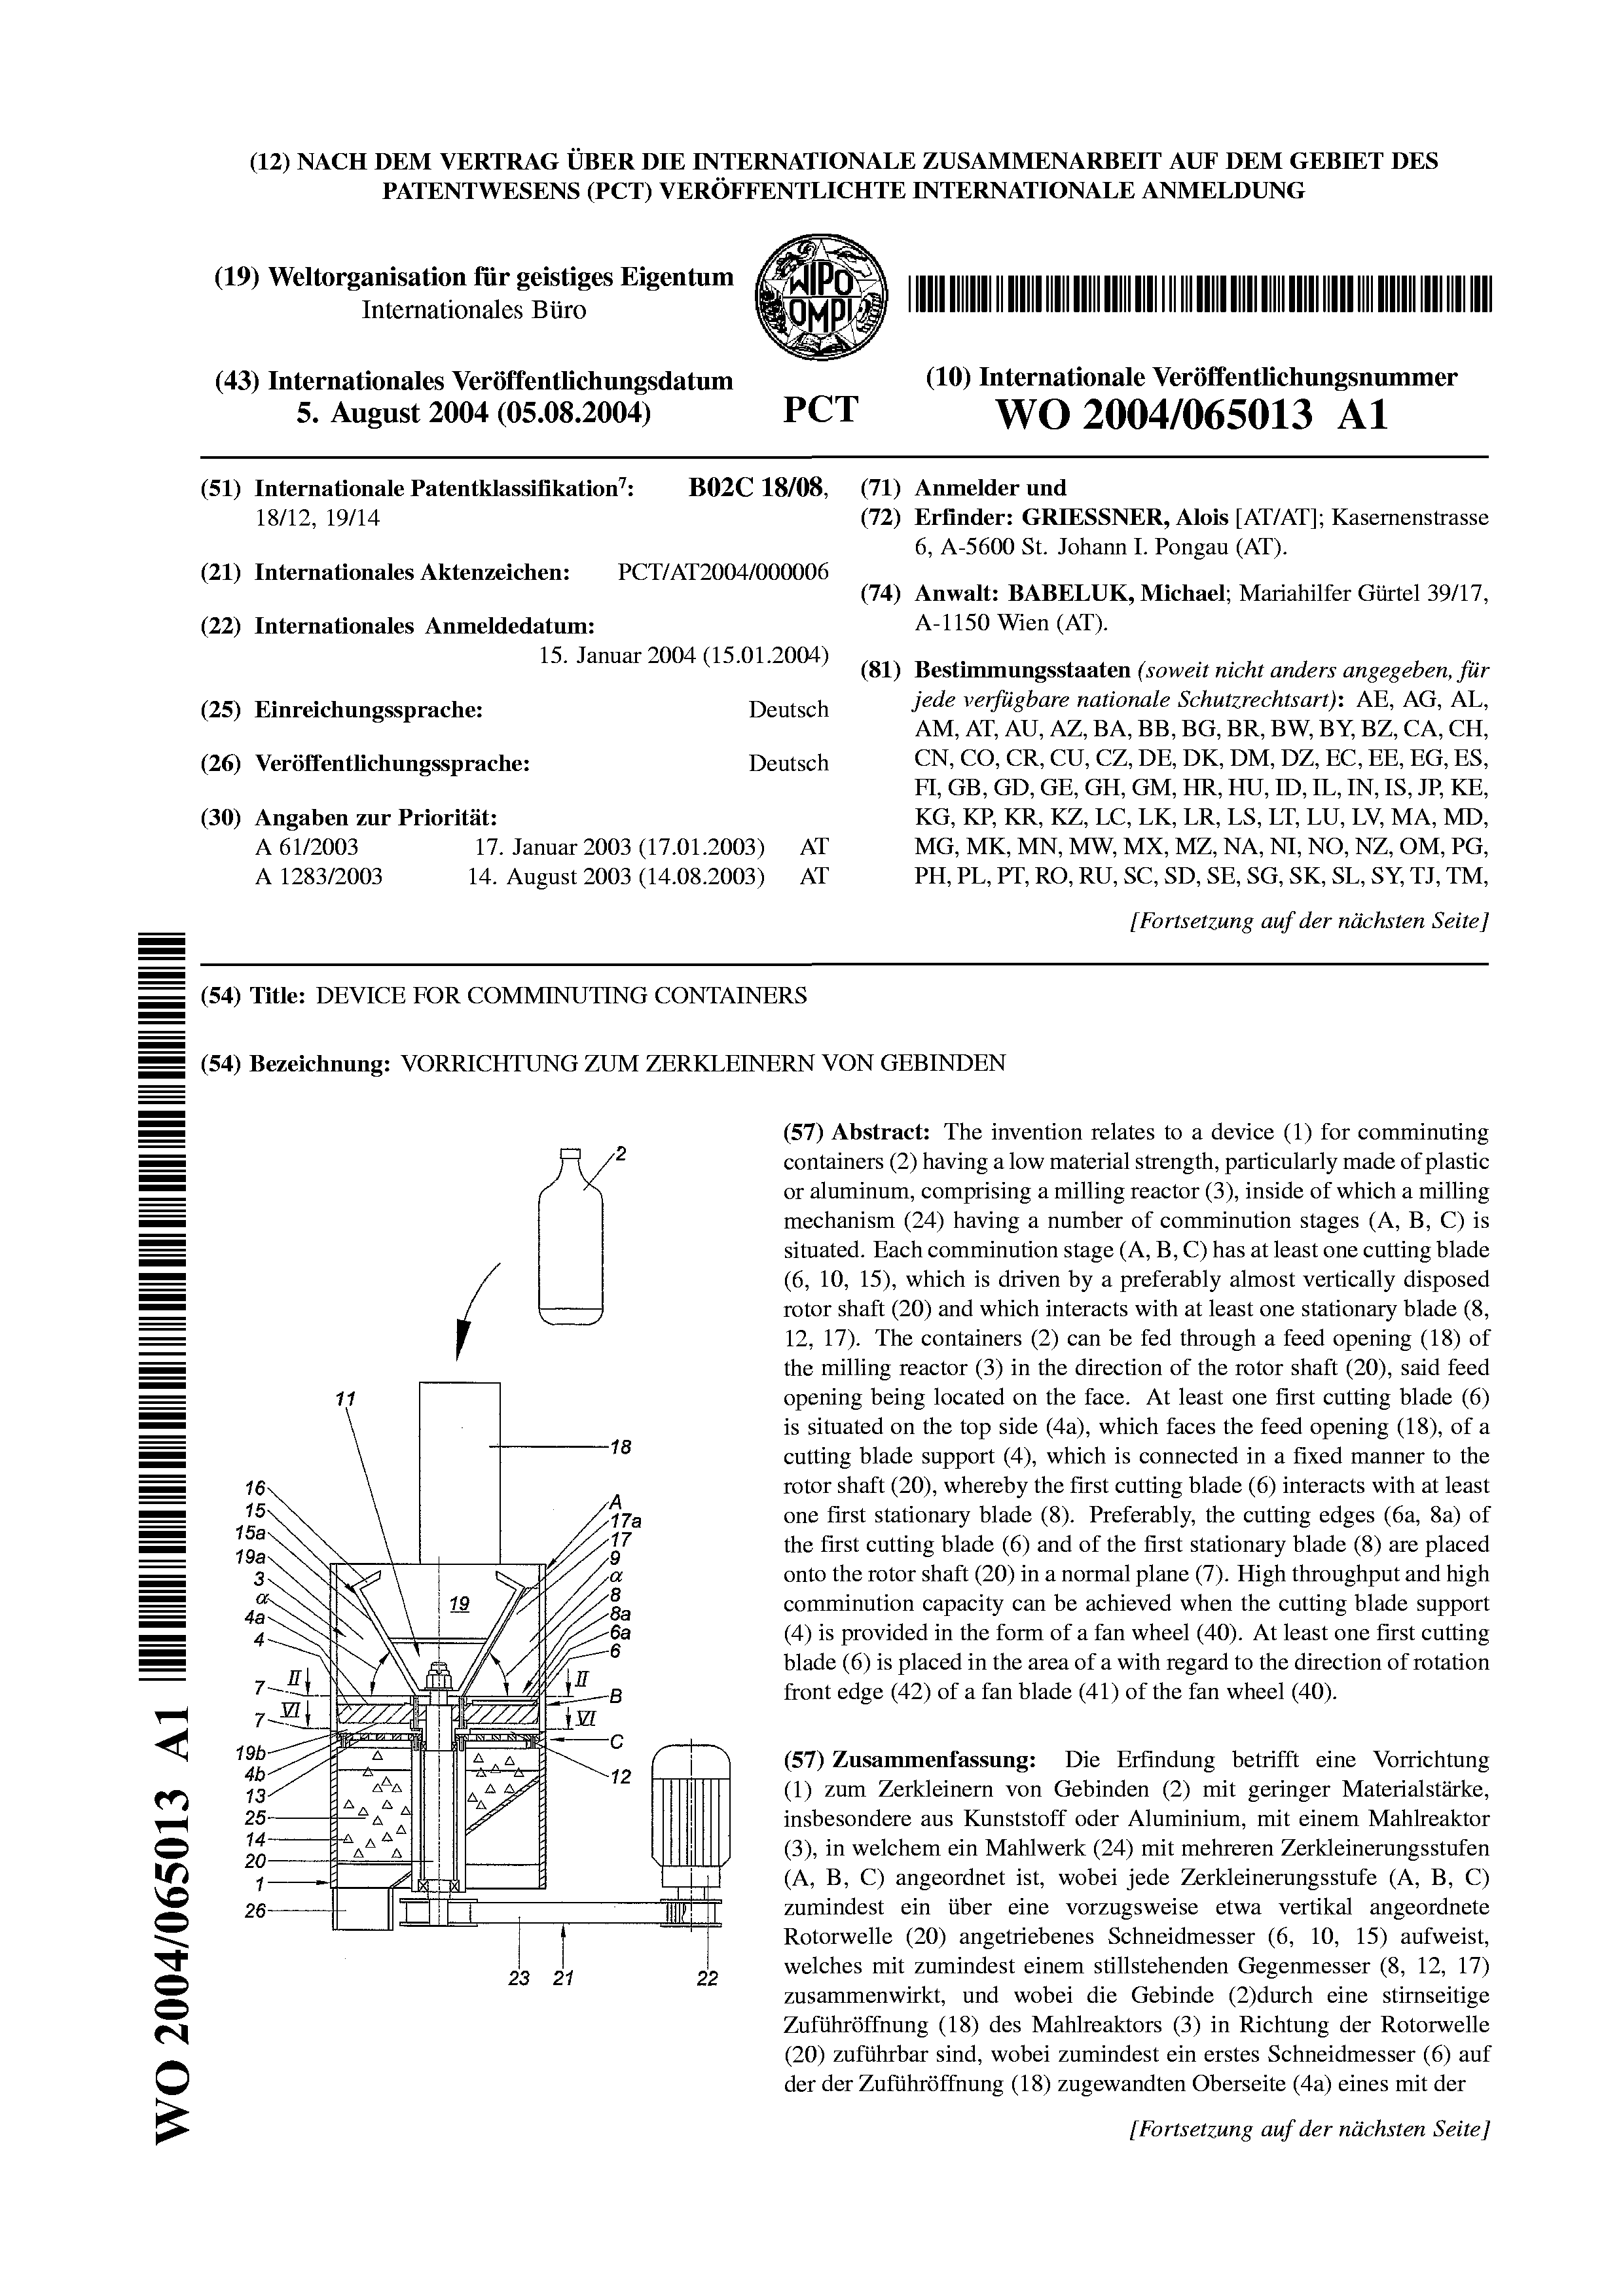 (12) NACH DEM VERTRAG ÜBER DIE INTERNATIONALE ZUSAMMENARBEIT AUF DEM GEBIET DES
PATENTWESENS (PCT) VERÖFFENTLICHTE INTERNATIONALE ANMELDUNG
(19) Weltorganisation für geistiges Eigentum
Internationales Büro
WIPO
OMPI
(43) Internationales Veröffentlichungsdatum
5. August 2004 (05.08.2004)
PCT
(10) Internationale Veröffentlichungsnummer
WO 2004/065013 A1
(51) Internationale Patentklassifikation⁷: B02C 18/08,
18/12, 19/14
(21) Internationales Aktenzeichen: PCT/AT2004/000006
(22) Internationales Anmeldedatum:
15. Januar 2004 (15.01.2004)
(25) Einreichungssprache: Deutsch
(26) Veröffentlichungssprache: Deutsch
(30) Angaben zur Priorität:
A 61/2003 17. Januar 2003 (17.01.2003) AT
A 1283/2003 14. August 2003 (14.08.2003) AT
(71) Anmelder und
(72) Erfinder: GRIESSNER, Alois [AT/AT]; Kasernenstrasse
6, A-5600 St. Johann I. Pongau (AT).
(74) Anwalt: BABELUK, Michael; Mariahilfer Gürtel 39/17,
A-1150 Wien (AT).
(81) Bestimmungsstaaten (soweit nicht anders angegeben, für
jede verfügbare nationale Schutzrechtsart): AE, AG, AL,
AM, AT, AU, AZ, BA, BB, BG, BR, BW, BY, BZ, CA, CH,
CN, CO, CR, CU, CZ, DE, DK, DM, DZ, EC, EE, EG, ES,
FI, GB, GD, GE, GH, GM, HR, HU, ID, IL, IN, IS, JP, KE,
KG, KP, KR, KZ, LC, LK, LR, LS, LT, LU, LV, MA, MD,
MG, MK, MN, MW, MX, MZ, NA, NI, NO, NZ, OM, PG,
PH, PL, PT, RO, RU, SC, SD, SE, SG, SK, SL, SY, TJ, TM,
[Fortsetzung auf der nächsten Seite]
(54) Title: DEVICE FOR COMMINUTING CONTAINERS
(54) Bezeichnung: VORRICHTUNG ZUM ZERKLEINERN VON GEBINDEN
2
11
18
16
15
15a
19a
3
α
4a
4
7
II
VI
7
19b
4b
13
25
14
20
1
26
19
A
17a
17
9
α
8
8a
6a
6
II
B
VI
C
12
23
21
22
(57) Abstract: The invention relates to a device (1) for comminuting
containers (2) having a low material strength, particularly made of plastic
or aluminum, comprising a milling reactor (3), inside of which a milling
mechanism (24) having a number of comminution stages (A, B, C) is
situated. Each comminution stage (A, B, C) has at least one cutting blade
(6, 10, 15), which is driven by a preferably almost vertically disposed
rotor shaft (20) and which interacts with at least one stationary blade (8,
12, 17). The containers (2) can be fed through a feed opening (18) of
the milling reactor (3) in the direction of the rotor shaft (20), said feed
opening being located on the face. At least one first cutting blade (6)
is situated on the top side (4a), which faces the feed opening (18), of a
cutting blade support (4), which is connected in a fixed manner to the
rotor shaft (20), whereby the first cutting blade (6) interacts with at least
one first stationary blade (8). Preferably, the cutting edges (6a, 8a) of
the first cutting blade (6) and of the first stationary blade (8) are placed
onto the rotor shaft (20) in a normal plane (7). High throughput and high
comminution capacity can be achieved when the cutting blade support
(4) is provided in the form of a fan wheel (40). At least one first cutting
blade (6) is placed in the area of a with regard to the direction of rotation
front edge (42) of a fan blade (41) of the fan wheel (40).
(57) Zusammenfassung: Die Erfindung betrifft eine Vorrichtung
(1) zum Zerkleinern von Gebinden (2) mit geringer Materialstärke,
insbesondere aus Kunststoff oder Aluminium, mit einem Mahlreaktor
(3), in welchem ein Mahlwerk (24) mit mehreren Zerkleinerungsstufen
(A, B, C) angeordnet ist, wobei jede Zerkleinerungsstufe (A, B, C)
zumindest ein über eine vorzugsweise etwa vertikal angeordnete
Rotorwelle (20) angetriebenes Schneidmesser (6, 10, 15) aufweist,
welches mit zumindest einem stillstehenden Gegenmesser (8, 12, 17)
zusammenwirkt, und wobei die Gebinde (2)durch eine stirnseitige
Zuführöffnung (18) des Mahlreaktors (3) in Richtung der Rotorwelle
(20) zuführbar sind, wobei zumindest ein erstes Schneidmesser (6) auf
der der Zuführöffnung (18) zugewandten Oberseite (4a) eines mit der
[Fortsetzung auf der nächsten Seite]
WO 2004/065013 A1